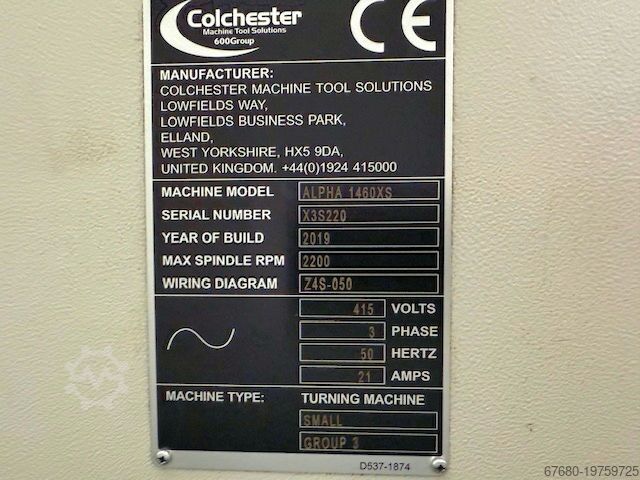 Colchester
Machine Tool Solutions
600Group
CE
MANUFACTURER:
COLCHESTER MACHINE TOOL SOLUTIONS
LOWFIELDS WAY,
LOWFIELDS BUSINESS PARK,
ELLAND,
WEST YORKSHIRE, HX5 9DA,
UNITED KINGDOM. +44(0)1924 415000
MACHINE MODEL ALPHA 1460XS
SERIAL NUMBER X3S220
YEAR OF BUILD 2019
MAX SPINDLE RPM 2200
WIRING DIAGRAM Z4S-050
415 VOLTS
3 PHASE
50 HERTZ
21 AMPS
MACHINE TYPE: TURNING MACHINE
SMALL
GROUP 3
D537-1874
67680-19759725